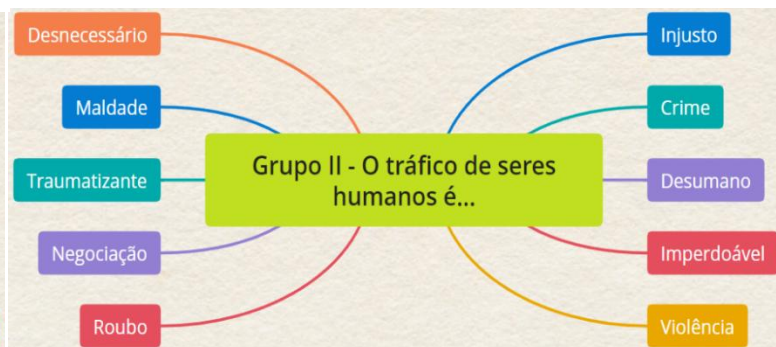 Desnecessário
Maldade
Traumatizante
Negociação
Roubo
Grupo II - O tráfico de seres
humanos é...
Injusto
Crime
Desumano
Imperdoável
Violência